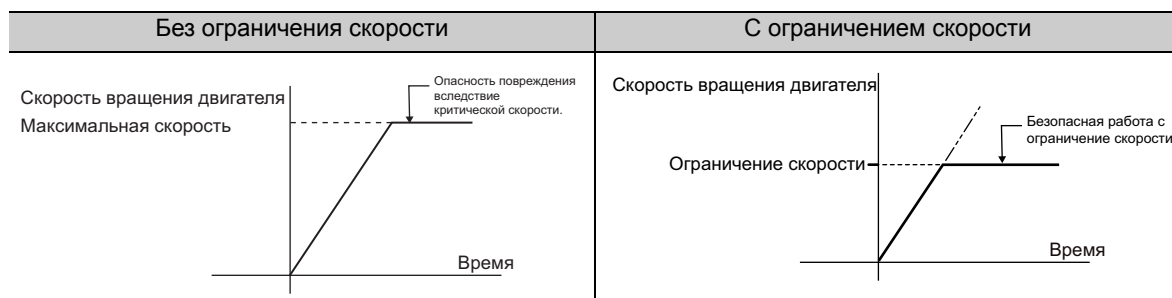 Без ограничения скорости
С ограничением скорости
Скорость вращения двигателя
Максимальная скорость
Опасность повреждения
вследствие
критической скорости.
Время
Скорость вращения двигателя
Ограничение скорости
Безопасная работа с
ограничение скорости
Время